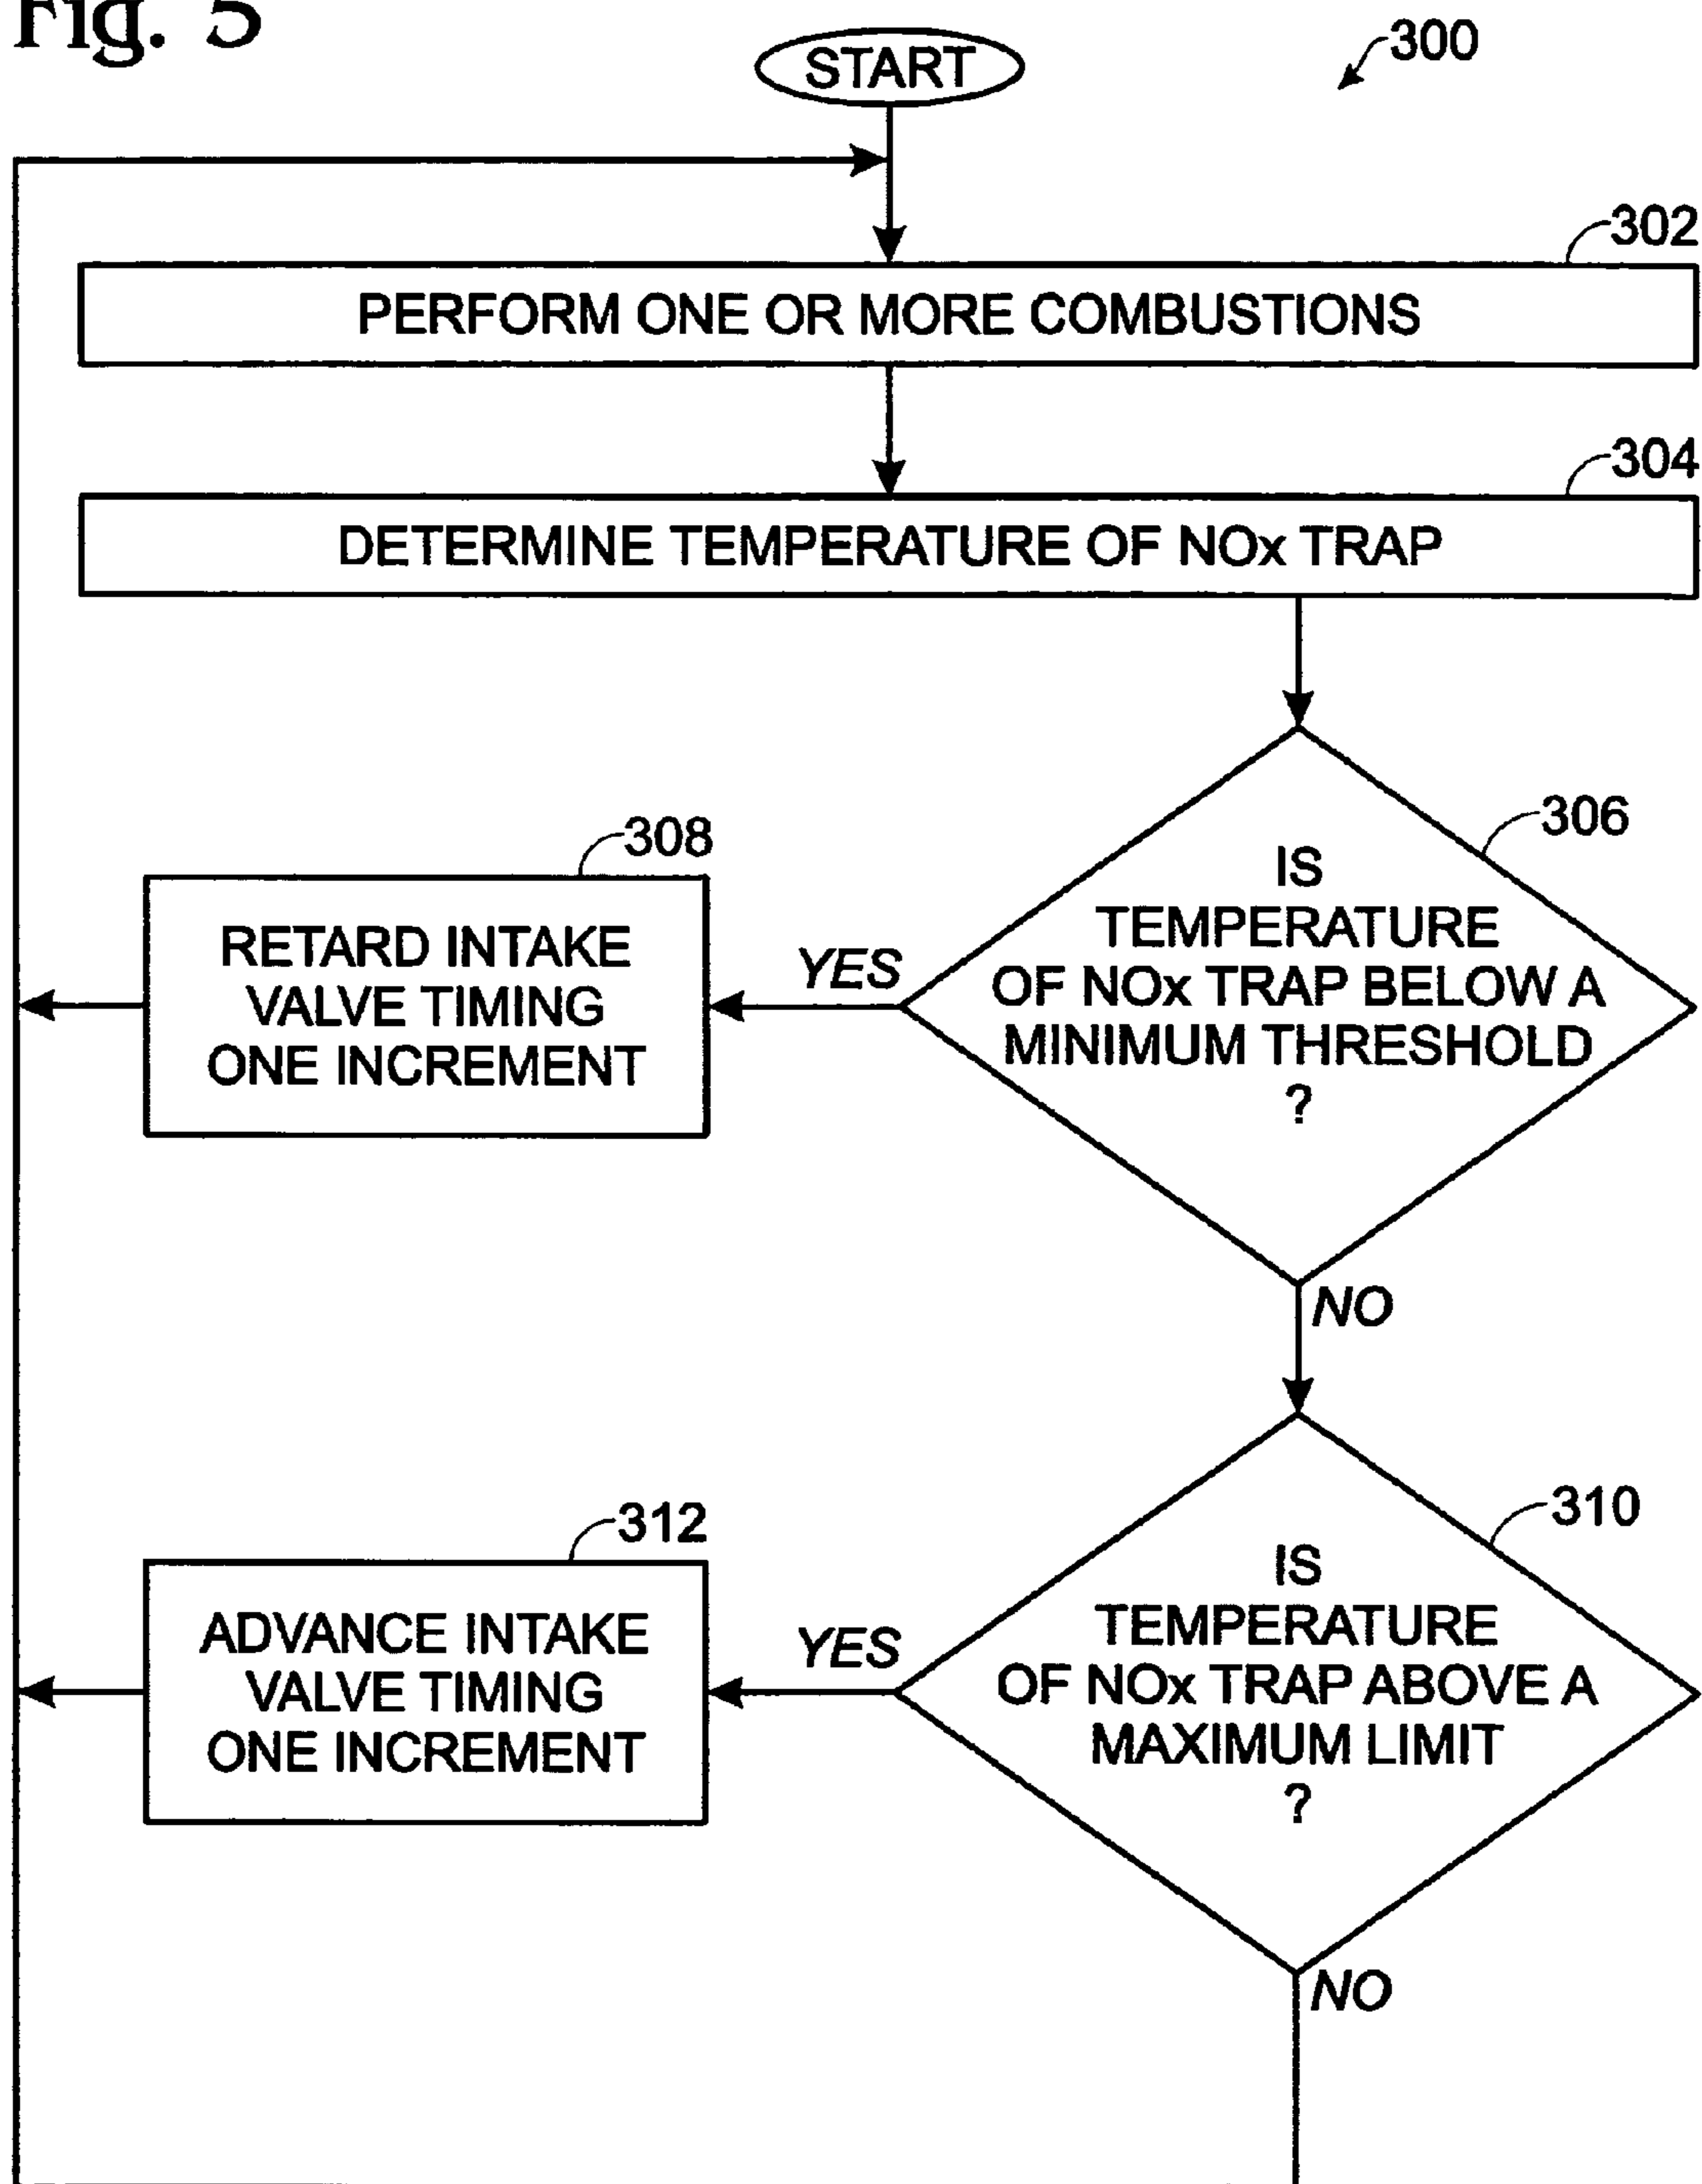 Fig. 5
START
300
302
PERFORM ONE OR MORE COMBUSTIONS
304
DETERMINE TEMPERATURE OF NOx TRAP
306
IS
TEMPERATURE
OF NOx TRAP BELOW A
MINIMUM THRESHOLD
?
YES
308
RETARD INTAKE
VALVE TIMING
ONE INCREMENT
NO
310
IS
TEMPERATURE
OF NOx TRAP ABOVE A
MAXIMUM LIMIT
?
YES
312
ADVANCE INTAKE
VALVE TIMING
ONE INCREMENT
NO